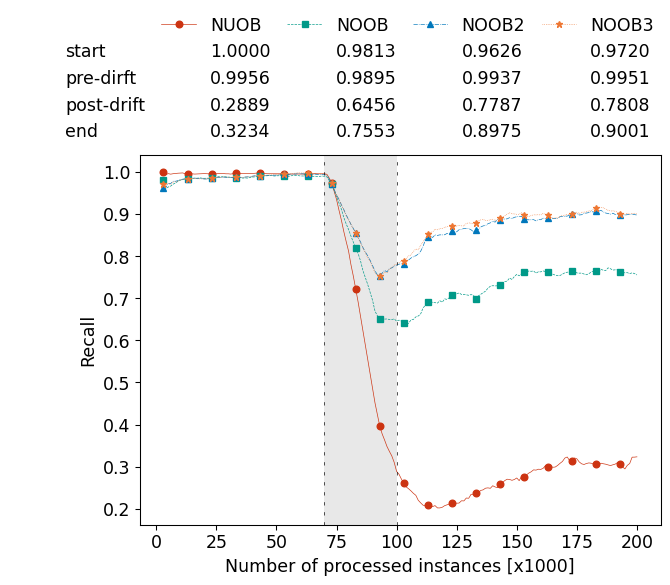 NUOB NOOB NOOB2 NOOB3
start 1.0000 0.9813 0.9626 0.9720
pre-dirft 0.9956 0.9895 0.9937 0.9951
post-drift 0.2889 0.6456 0.7787 0.7808
end 0.3234 0.7553 0.8975 0.9001
1.0
0.9
0.8
0.7
0.6
0.5
0.4
0.3
0.2
Recall
0 25 50 75 100 125 150 175 200
Number of processed instances [x1000]